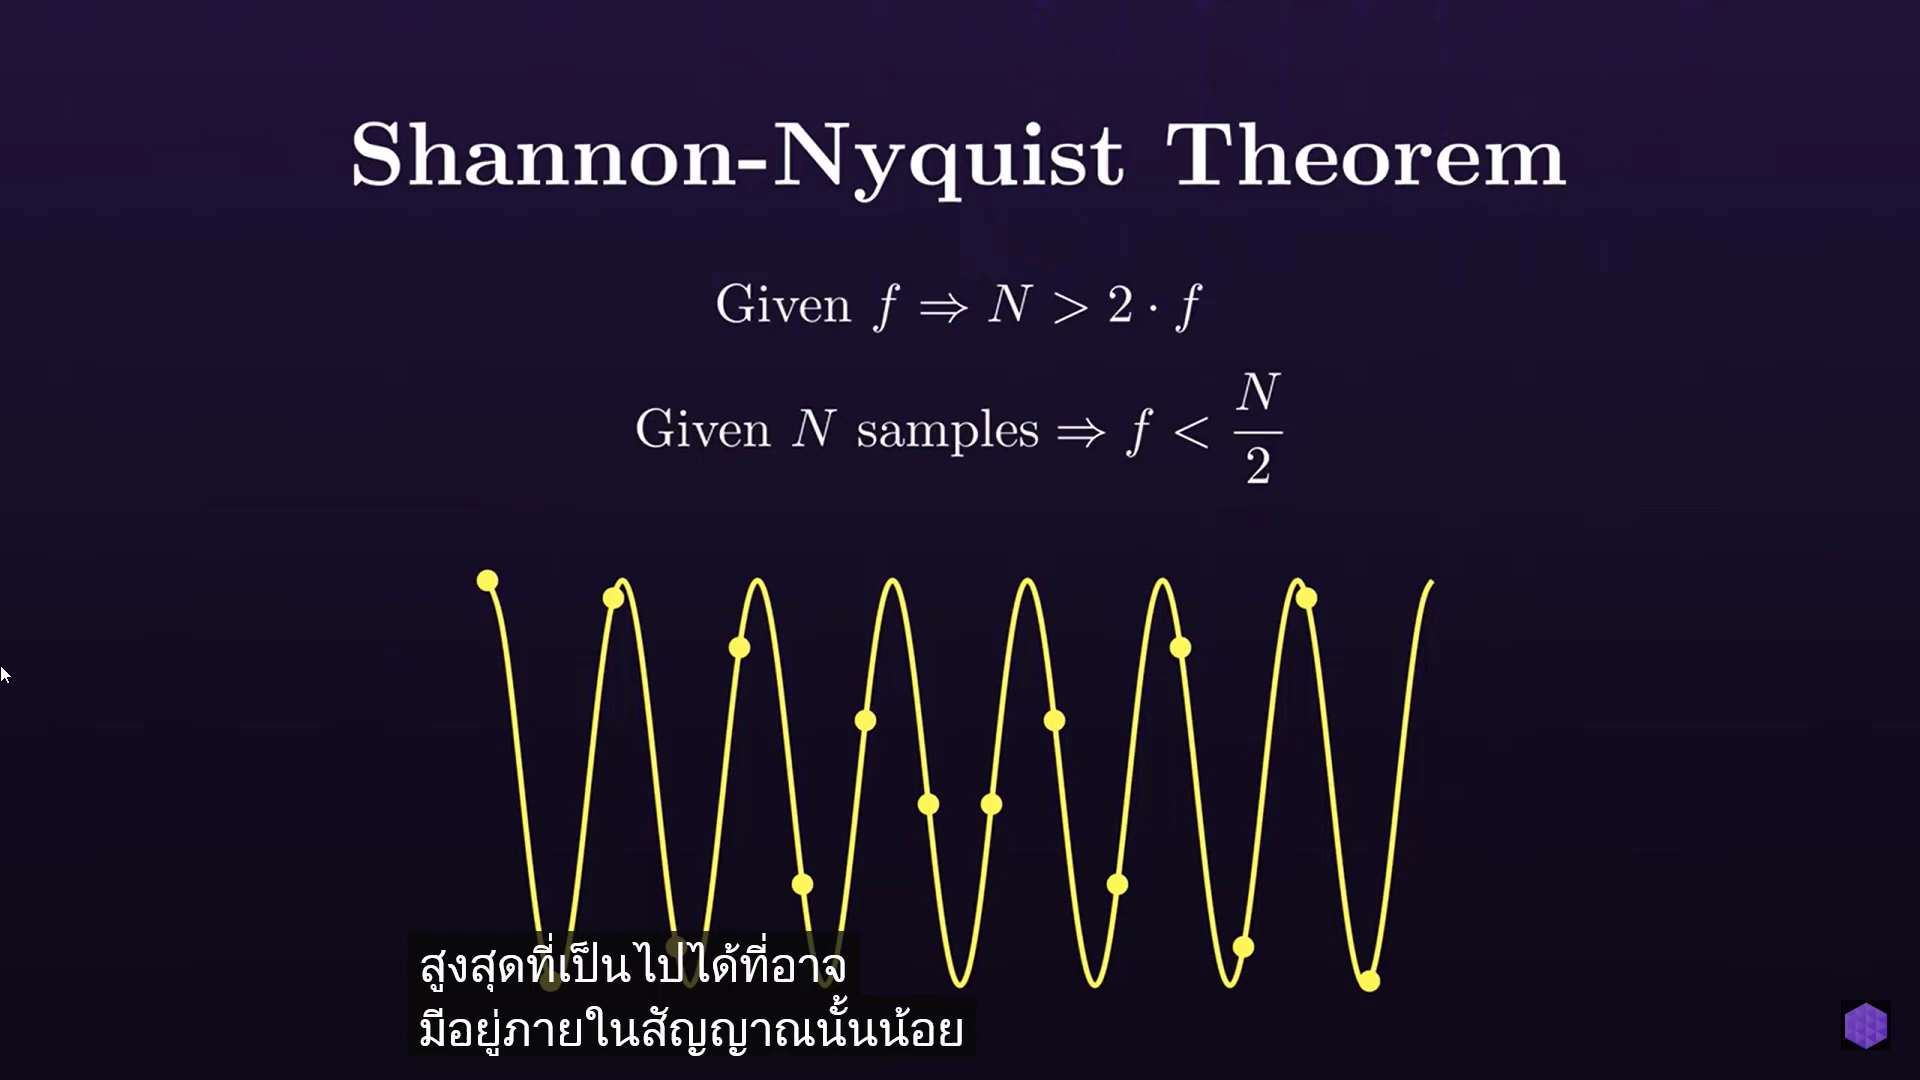 Shannon-Nyquist Theorem
Given f ⇒ N > 2 · f
Given N samples ⇒ f < N/2
สูงสุดที่เป็นไปได้ที่อาจ
มีอยู่ภายในสัญญาณนั้นน้อย